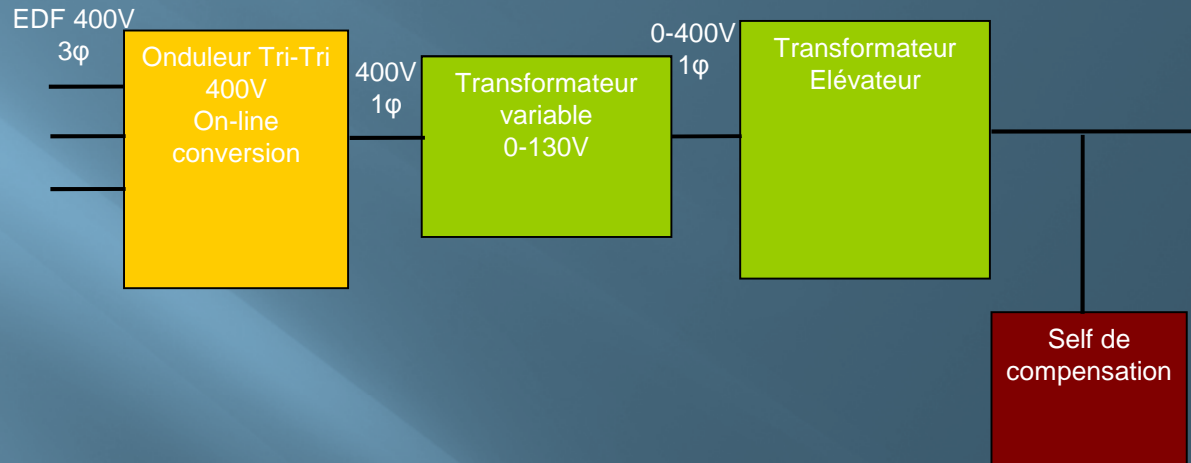 EDF 400V
3φ
Onduleur Tri-Tri
400V
On-line
conversion
400V
1φ
Transformateur
variable
0-130V
0-400V
1φ
Transformateur
Elévateur
Self de
compensation